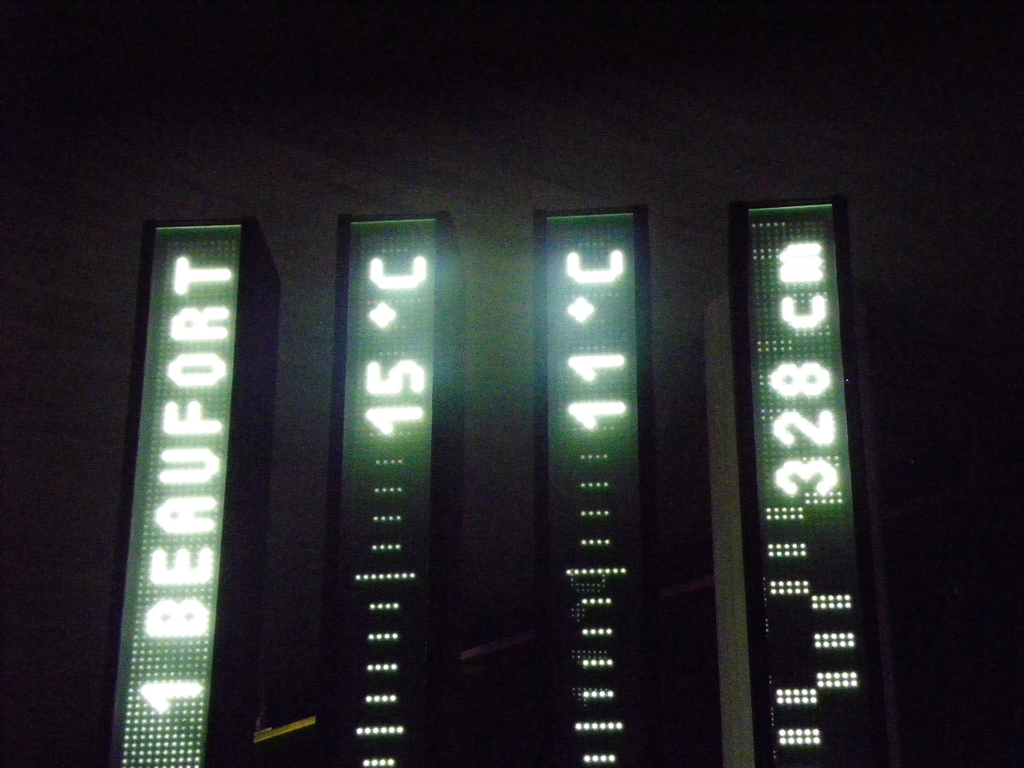 1 BEAUFORT
15 °C
11 °C
328 cm